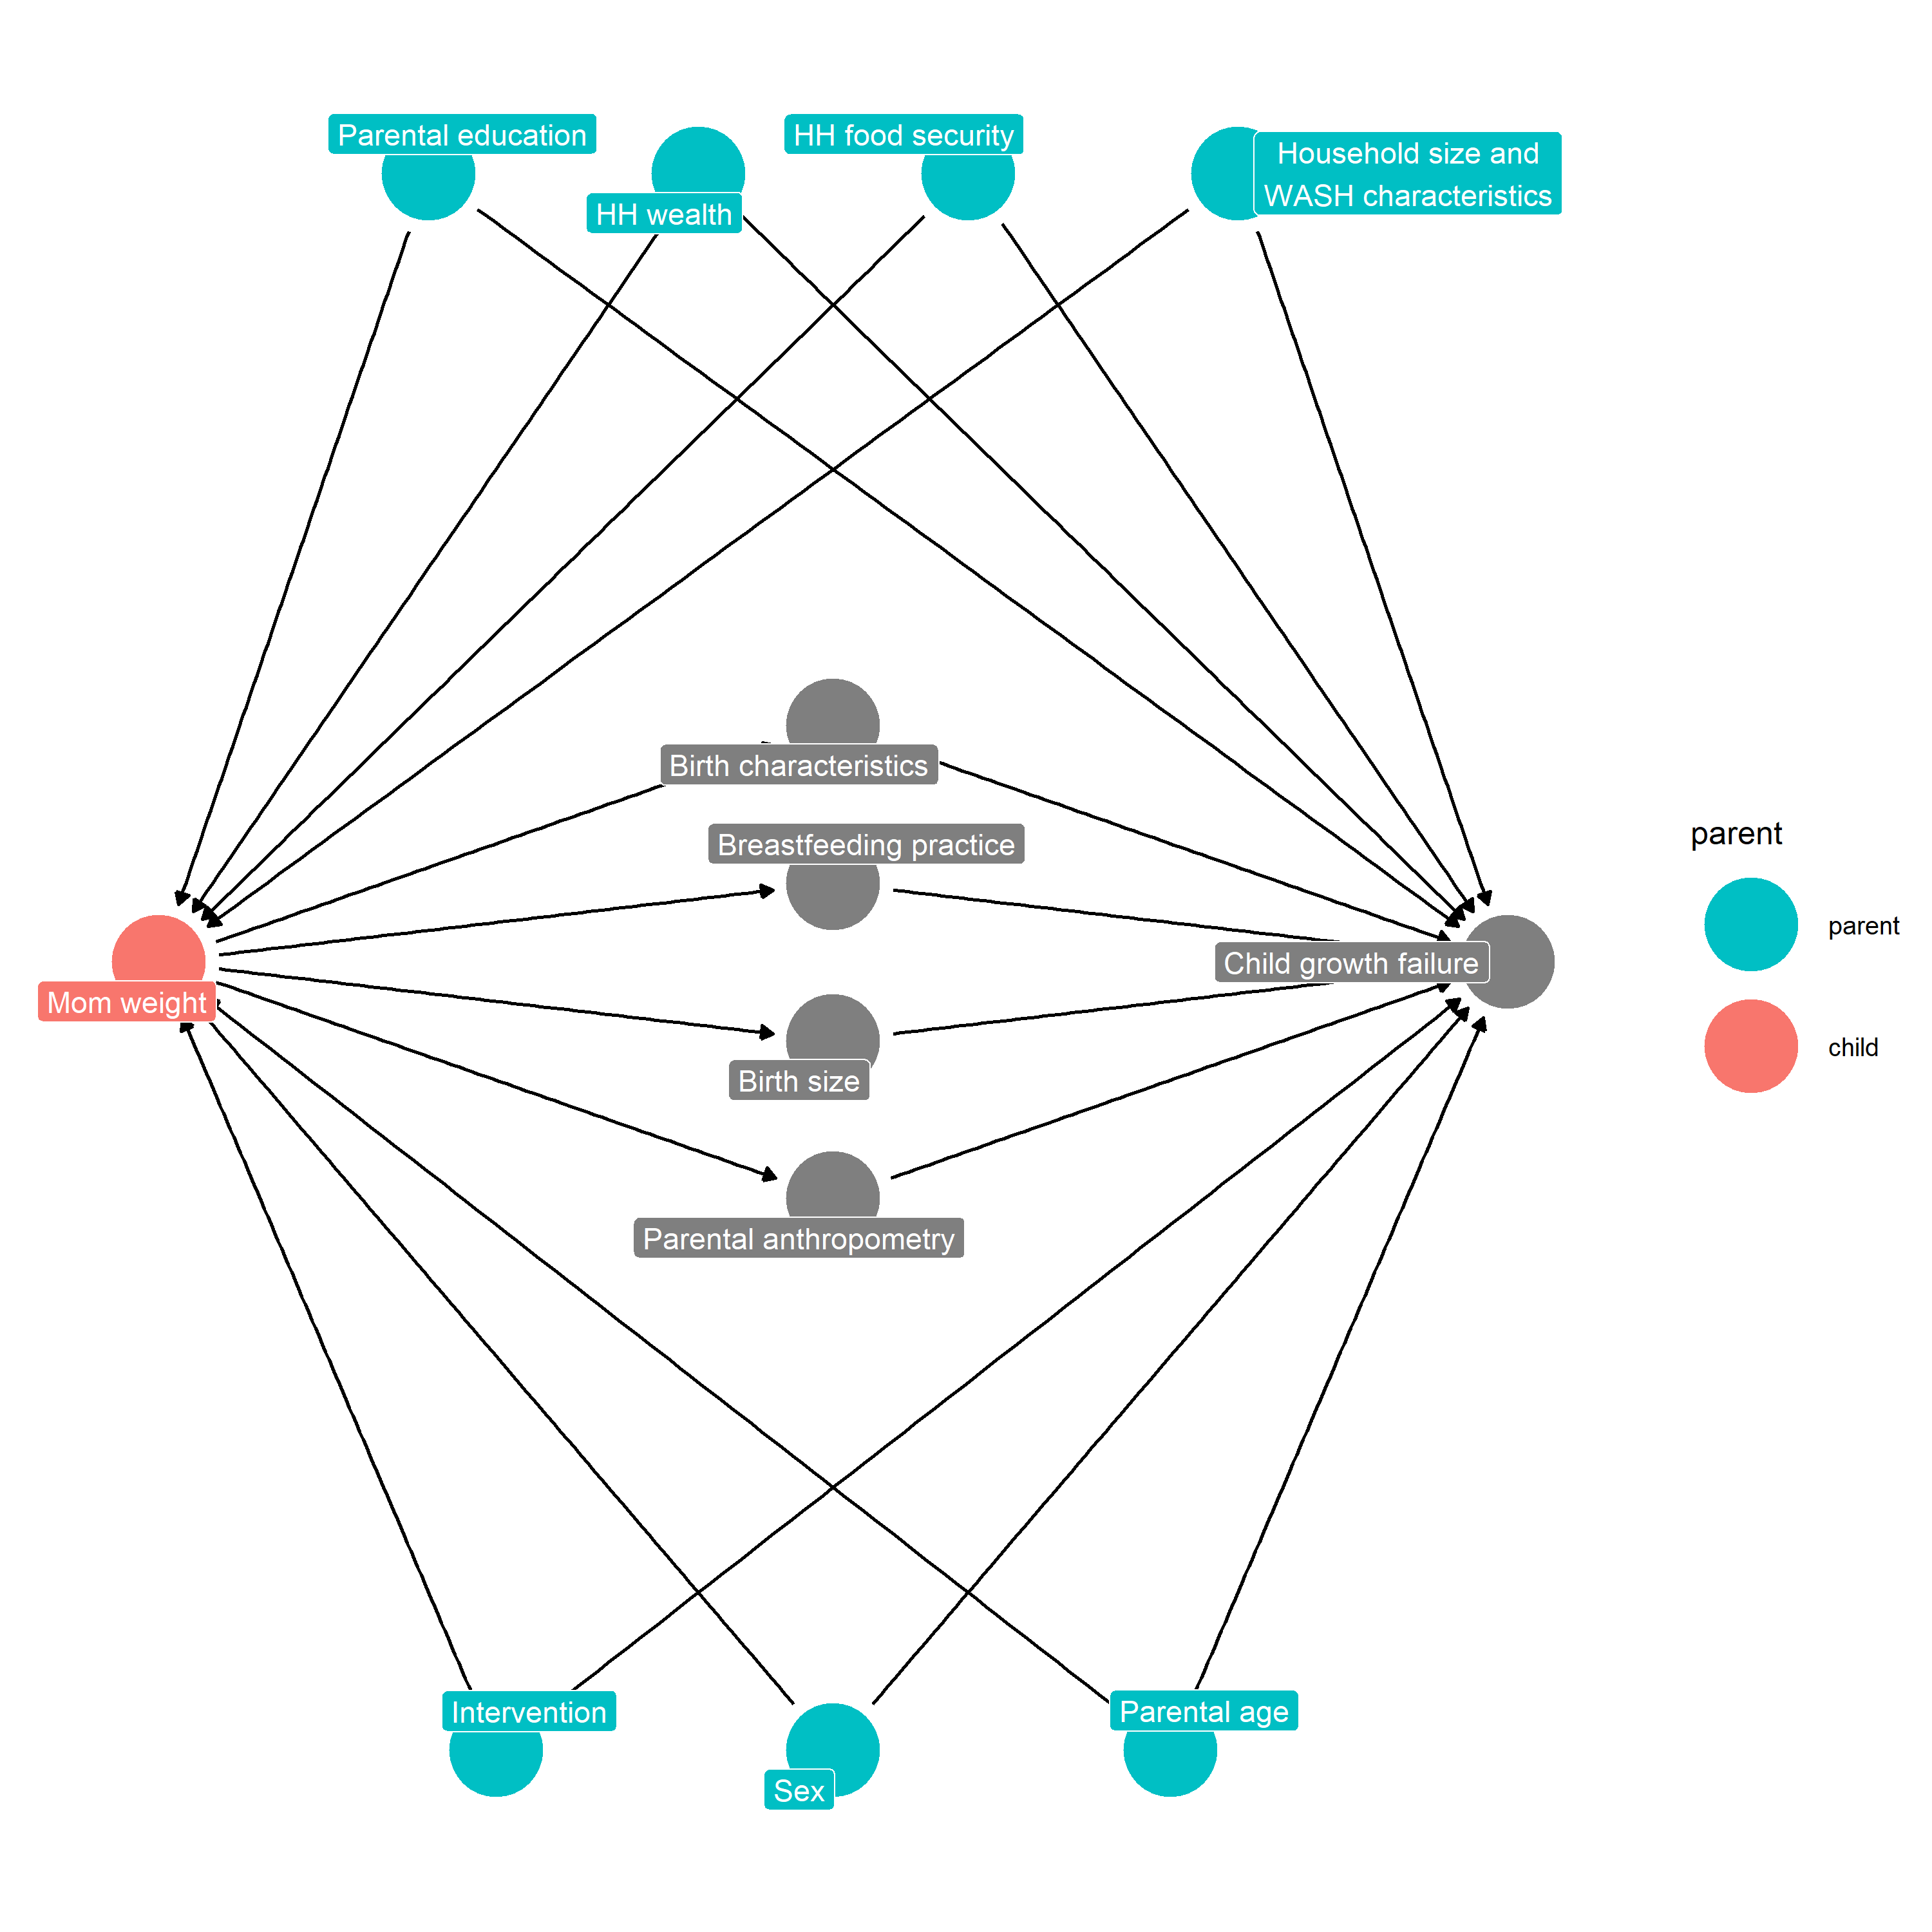 Parental education
HH wealth
HH food security
Household size and
WASH characteristics
Birth characteristics
Breastfeeding practice
Mom weight
Child growth failure
Birth size
Parental anthropometry
Intervention
Sex
Parental age
parent
parent
child